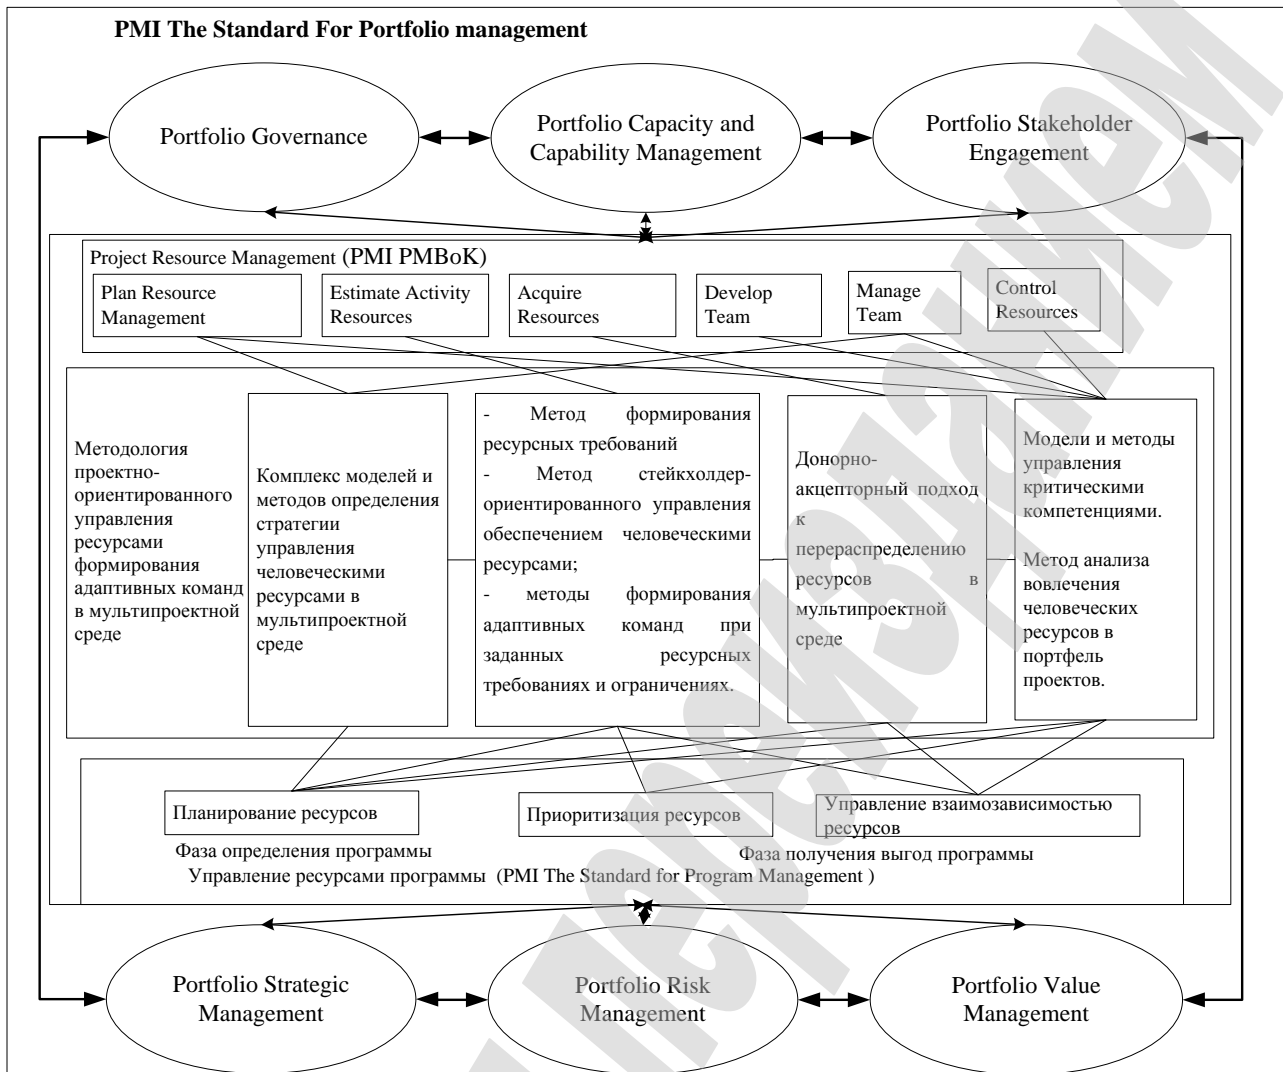 PMI The Standard For Portfolio management
Portfolio Governance
Portfolio Capacity and
Capability Management
Portfolio Stakeholder
Engagement
Project Resource Management (PMI PMBoK)
Plan Resource
Management
Estimate Activity
Resources
Acquire
Resources
Develop
Team
Manage
Team
Control
Resources
Методология
проектно-
ориентированного
управления
ресурсами
формирования
адаптивных команд
в мультипроектной
среде
Комплекс моделей и
методов определения
стратегии
управления
человеческими
ресурсами в
мультипроектной
среде
- Метод формирования
ресурсных требований
- Метод стейкхолдер-
ориентированного управления
обеспечением человеческими
ресурсами;
- методы формирования
адаптивных команд при
заданных ресурсных
требованиях и ограничениях.
Донорно-
акцепторный подход
к
перераспределению
ресурсов в
мультипроектной
среде
Модели и методы
управления
критическими
компетенциями.
Метод анализа
вовлечения
человеческих
ресурсов в
портфель
проектов.
Планирование ресурсов
Приоритизация ресурсов
Управление взаимозависимостью
ресурсов
Фаза определения программы
Фаза получения выгод программы
Управление ресурсами программы (PMI The Standard for Program Management )
Portfolio Strategic
Management
Portfolio Risk
Management
Portfolio Value
Management